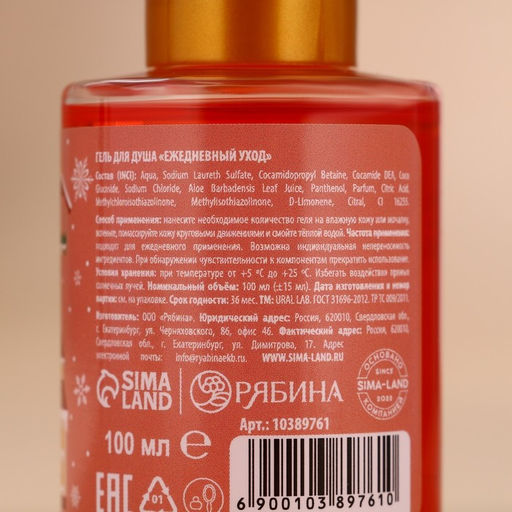 ГЕЛЬ ДЛЯ ДУША «ЕЖЕДНЕВНЫЙ УХОД»
Состав (INCI): Aqua, Sodium Laureth Sulfate, Cocamidopropyl Betaine, Cocamide DEA, Coco
Glucoside, Sodium Chloride, Aloe Barbadensis Leaf Juice, Panthenol, Parfum, Citric Acid,
Methylchloroisothiazolinone, Methylisothiazolinone, D-Limonene, Citral, CI 16255.
Способ применения: нанесите необходимое количество геля на влажную кожу или мочалку,
вспеньте, помассируйте кожу круговыми движениями и смойте тёплой водой. Частота применения:
подходит для ежедневного применения. Возможна индивидуальная непереносимость
ингредиентов. При обнаружении чувствительности к компонентам прекратить использование.
Условия хранения: при температуре от +5 °C до +25 °C. Избегать воздействия прямых
солнечных лучей. Номинальный объём: 100 мл (±15 мл). Дата изготовления и номер
партии: см. на упаковке. Срок годности: 36 мес. ТМ: URAL LAB. ГОСТ 31696-2012. ТР ТС 009/2011.
Изготовитель: ООО «Рябина». Юридический адрес: Россия, 620010, Свердловская обл.,
г. Екатеринбург, ул. Черняховского, 86, офис 46. Фактический адрес: Россия, 620010,
Свердловская обл., г. Екатеринбург, ул. Димитрова, 17. Адрес
электронной почты: info@ryabinaekb.ru. WWW.SIMA-LAND.RU
SIMA LAND
РЯБИНА
ОСНОВАНО
SINCE
SIMA-LAND
КОМПАНИЕЙ
Арт.: 10389761
100 мл ℮
EAC
01
6 900103 897610